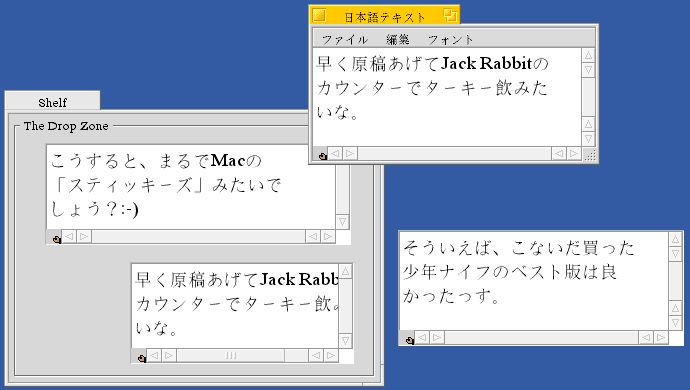 日本語テキスト
ファイル 編集 フォント
早く原稿あげてJack Rabbitの
カウンターでターキー飲みた
いな。
Shelf
The Drop Zone
こうすると、まるでMacの
「スティッキーズ」みたいで
しょう？:-)
早く原稿あげてJack Rabb
カウンターでターキー飲み
いな。
そういえば、こないだ買った
少年ナイフのベスト版は良
かったっす。